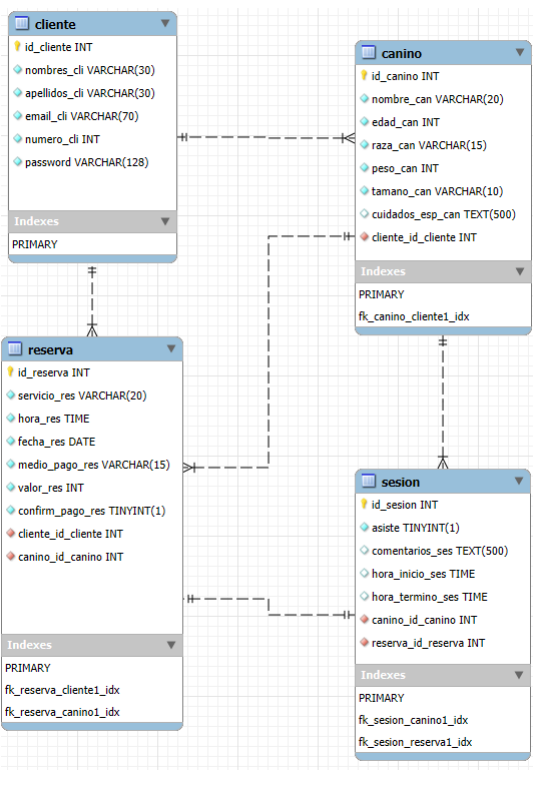 cliente
id_cliente INT
nombres_cli VARCHAR(30)
apellidos_cli VARCHAR(30)
email_cli VARCHAR(70)
numero_cli INT
password VARCHAR(128)
Indexes
PRIMARY
canino
id_canino INT
nombre_can VARCHAR(20)
edad_can INT
raza_can VARCHAR(15)
peso_can INT
tamano_can VARCHAR(10)
cuidados_esp_can TEXT(500)
cliente_id_cliente INT
Indexes
PRIMARY
fk_canino_cliente1_idx
reserva
id_reserva INT
servicio_res VARCHAR(20)
hora_res TIME
fecha_res DATE
medio_pago_res VARCHAR(15)
valor_res INT
confirm_pago_res TINYINT(1)
cliente_id_cliente INT
canino_id_canino INT
Indexes
PRIMARY
fk_reserva_cliente1_idx
fk_reserva_canino1_idx
sesion
id_sesion INT
asiste TINYINT(1)
comentarios_ses TEXT(500)
hora_inicio_ses TIME
hora_termino_ses TIME
canino_id_canino INT
reserva_id_reserva INT
Indexes
PRIMARY
fk_sesion_canino1_idx
fk_sesion_reserva1_idx